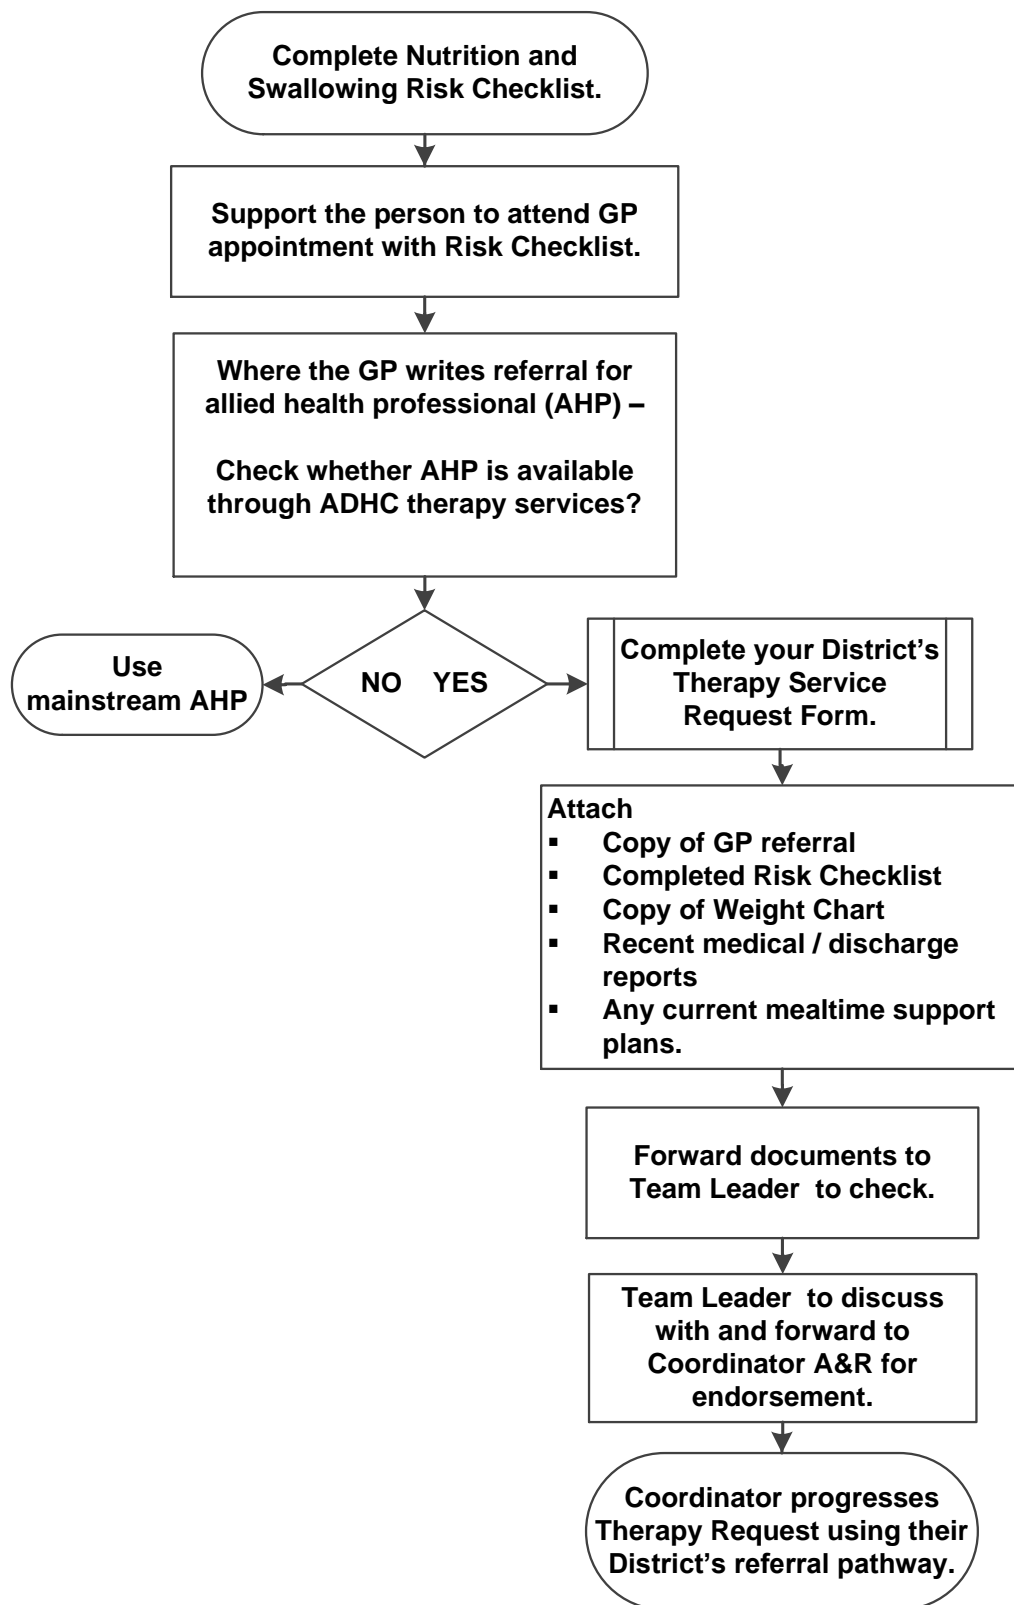 Complete Nutrition and
Swallowing Risk Checklist.
Support the person to attend GP
appointment with Risk Checklist.
Where the GP writes referral for
allied health professional (AHP) –
Check whether AHP is available
through ADHC therapy services?
Use
mainstream AHP
NO YES
Complete your District’s
Therapy Service
Request Form.
Attach
▪ Copy of GP referral
▪ Completed Risk Checklist
▪ Copy of Weight Chart
▪ Recent medical / discharge
reports
▪ Any current mealtime support
plans.
Forward documents to
Team Leader to check.
Team Leader to discuss
with and forward to
Coordinator A&R for
endorsement.
Coordinator progresses
Therapy Request using their
District’s referral pathway.